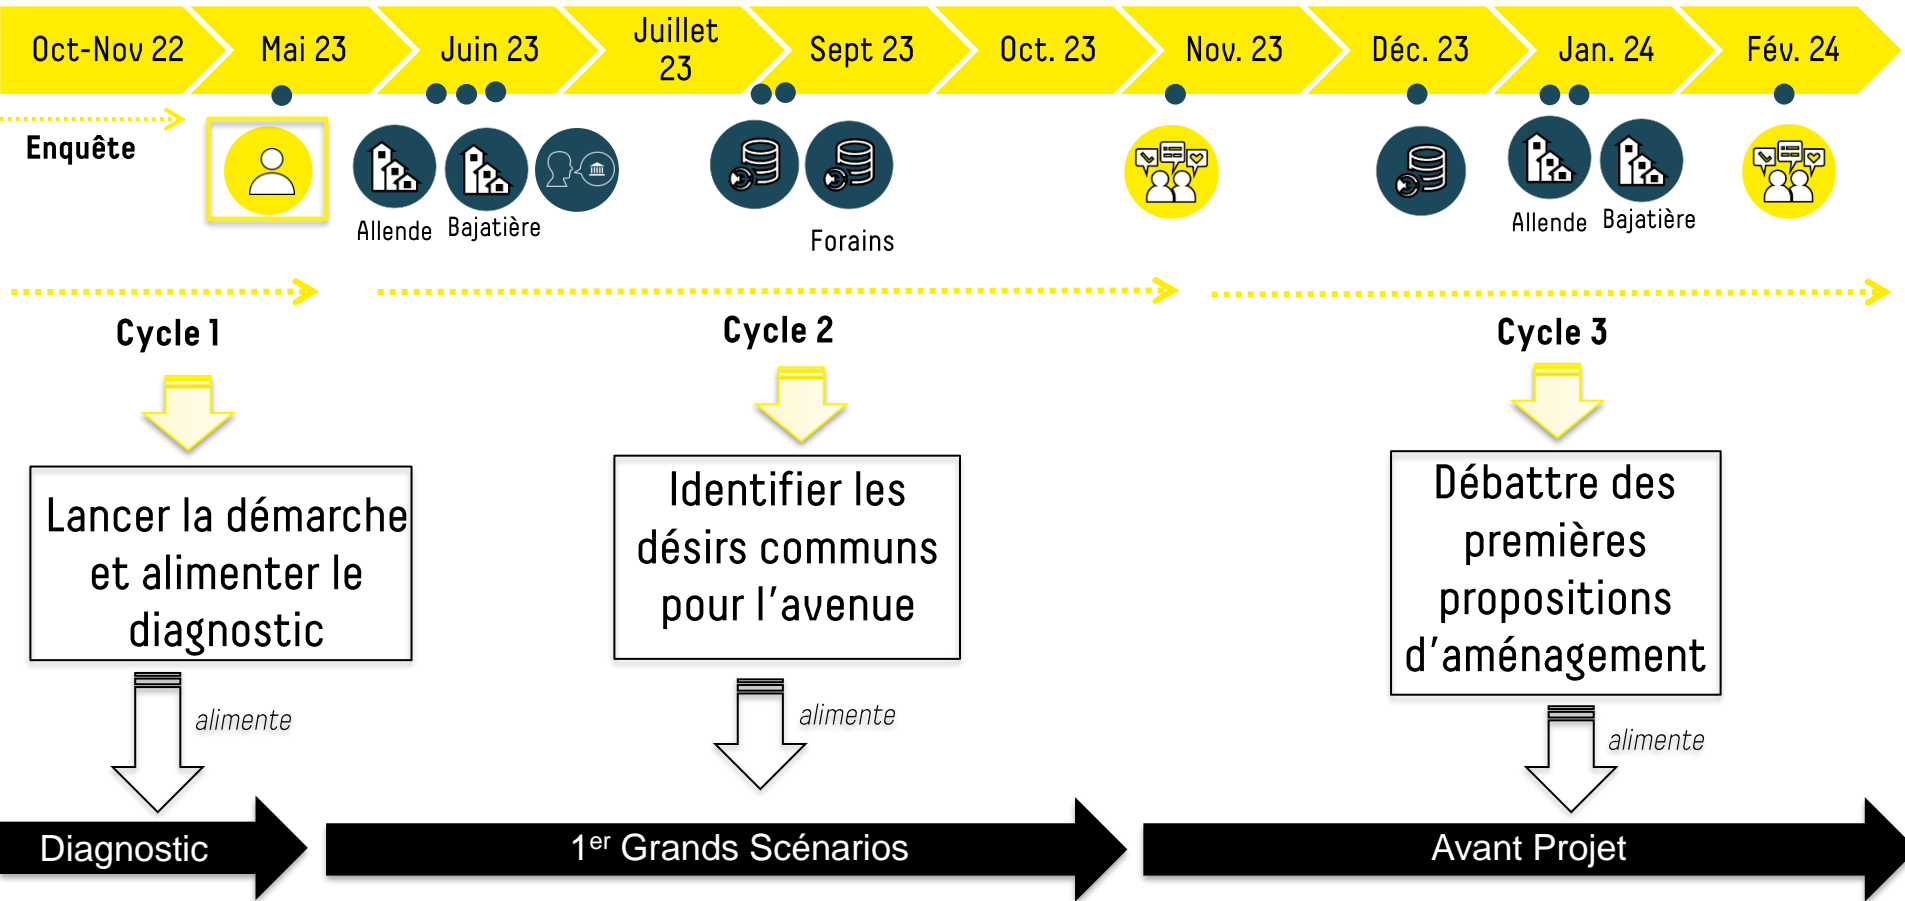 Oct-Nov 22
Mai 23
Juin 23
Juillet
23
Sept 23
Oct. 23
Nov. 23
Déc. 23
Jan. 24
Fév. 24
Enquête
Allende
Bajatière
Forains
Allende
Bajatière
Cycle 1
Cycle 2
Cycle 3
Lancer la démarche
et alimenter le
diagnostic
Identifier les
désirs communs
pour l'avenue
Débattre des
premières
propositions
d'aménagement
alimente
alimente
alimente
Diagnostic
1er Grands Scénarios
Avant Projet